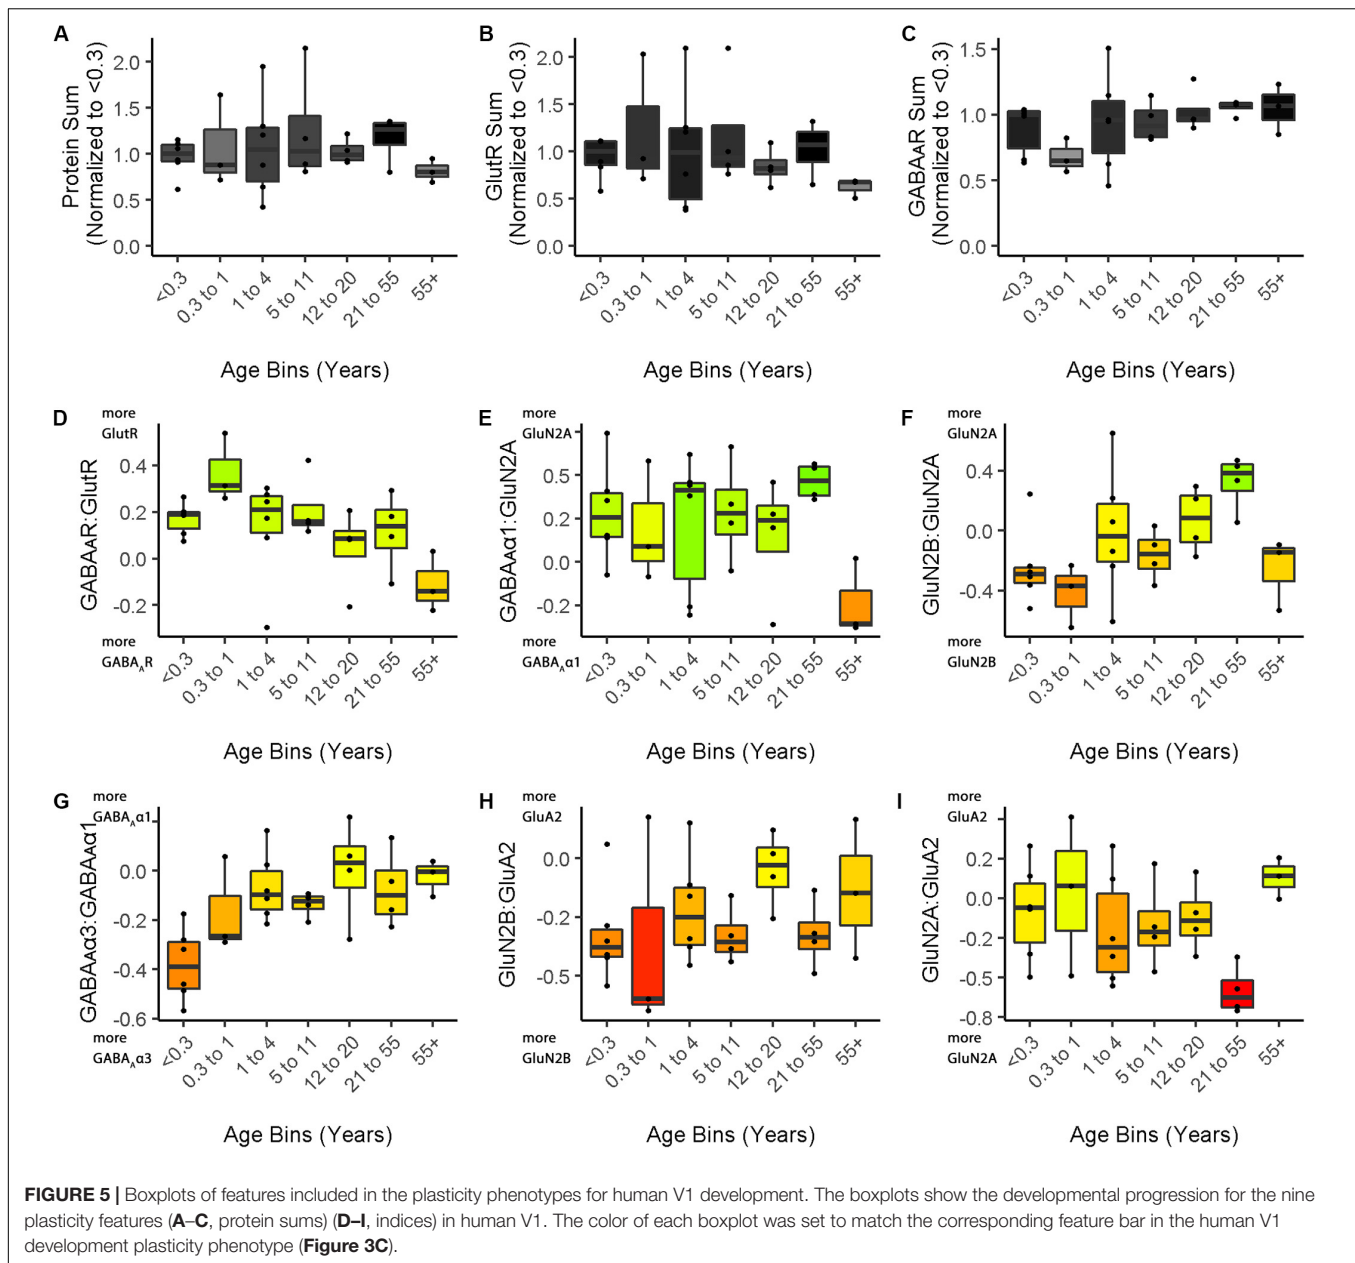 A
Protein Sum
(Normalized to <0.3)
2.0
1.5
1.0
0.5
0.0
<0.3
0.3 to 1
1 to 4
5 to 11
12 to 20
21 to 55
55+
Age Bins (Years)
B
GlutR Sum
(Normalized to <0.3)
2.0
1.5
1.0
0.5
0.0
<0.3
0.3 to 1
1 to 4
5 to 11
12 to 20
21 to 55
55+
Age Bins (Years)
C
GABAᴀR Sum
(Normalized to <0.3)
1.5
1.0
0.5
0.0
<0.3
0.3 to 1
1 to 4
5 to 11
12 to 20
21 to 55
55+
Age Bins (Years)
D
more
GlutR
GABAᴀR:GlutR
0.4
0.2
0.0
-0.2
more
GABAᴀR
<0.3
0.3 to 1
1 to 4
5 to 11
12 to 20
21 to 55
55+
Age Bins (Years)
E
more
GluN2A
GABAᴀα1:GluN2A
0.5
0.2
0.0
-0.2
more
GABAᴀα1
<0.3
0.3 to 1
1 to 4
5 to 11
12 to 20
21 to 55
55+
Age Bins (Years)
F
more
GluN2A
GluN2B:GluN2A
0.4
0.0
-0.4
more
GluN2B
<0.3
0.3 to 1
1 to 4
5 to 11
12 to 20
21 to 55
55+
Age Bins (Years)
G
more
GABAᴀα1
GABAᴀα3:GABAᴀα1
0.0
-0.2
-0.4
-0.6
more
GABAᴀα3
<0.3
0.3 to 1
1 to 4
5 to 11
12 to 20
21 to 55
55+
Age Bins (Years)
H
more
GluA2
GluN2B:GluA2
0.0
-0.2
-0.5
more
GluN2B
<0.3
0.3 to 1
1 to 4
5 to 11
12 to 20
21 to 55
55+
Age Bins (Years)
I
more
GluA2
GluN2A:GluA2
0.2
0.0
-0.2
-0.5
-0.8
more
GluN2A
<0.3
0.3 to 1
1 to 4
5 to 11
12 to 20
21 to 55
55+
Age Bins (Years)
FIGURE 5 | Boxplots of features included in the plasticity phenotypes for human V1 development. The boxplots show the developmental progression for the nine
plasticity features (A–C, protein sums) (D–I, indices) in human V1. The color of each boxplot was set to match the corresponding feature bar in the human V1
development plasticity phenotype (Figure 3C).